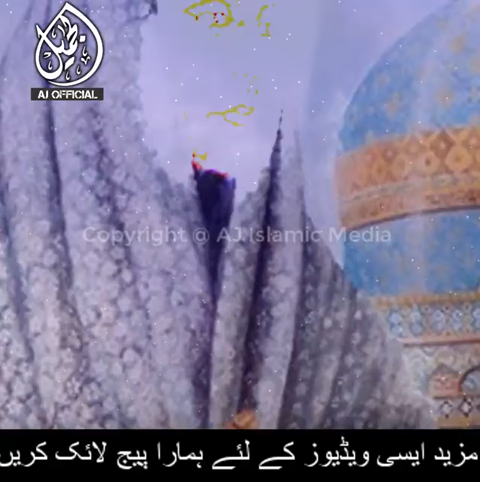 AJ OFFICIAL
Copyright @ AJ Islamic Media
مزید ایسی ویڈیوز کے لئے ہمارا پیج لائک کریں